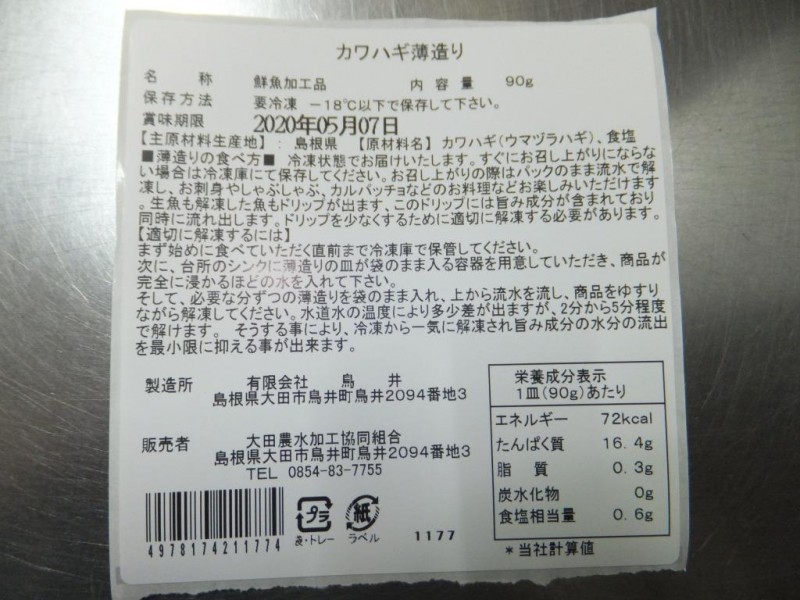 カワハギ薄造り
名称 鮮魚加工品 内容量 90g
保存方法 要冷凍 －18℃以下で保存して下さい。
賞味期限 2020年05月07日
【主原材料生産地】: 島根県 【原材料名】 カワハギ(ウマヅラハギ)、食塩
■薄造りの食べ方■ 冷凍状態でお届けいたします。すぐにお召し上がりにならな
い場合は冷凍庫にて保存してください。お召し上がりの際はパックのまま流水で解
凍し、お刺身やしゃぶしゃぶ、カルパッチョなどのお料理などお楽しみいただけます
。生魚も解凍した魚もドリップが出ます、このドリップには旨み成分が含まれており
同時に流れ出します。ドリップを少なくするために適切に解凍する必要があります。
【適切に解凍するには】
まず始めに食べていただく直前まで冷凍庫で保管してください。
次に、台所のシンクに薄造りの皿が袋のまま入る容器を用意していただき、商品が
完全に浸かるほどの水を入れて下さい。
そして、必要な分ずつの薄造りを袋のまま入れ、上から流水を流し、商品をゆすり
ながら解凍してください。水道水の温度により多少差が出ますが、2分から5分程度
で解けます。 そうする事により、冷凍から一気に解凍され旨み成分の水分の流出
を最小限に抑える事が出来ます。
製造所 有限会社 鳥井
島根県大田市鳥井町鳥井2094番地3
販売者 大田農水加工協同組合
島根県大田市鳥井町鳥井2094番地3
TEL 0854-83-7755
栄養成分表示
1皿(90g)あたり
エネルギー 72kcal
たんぱく質 16.4g
脂質 0.3g
炭水化物 0g
食塩相当量 0.6g
*当社計算値
4978174211774
プラ
袋・トレー
紙
ラベル
1177